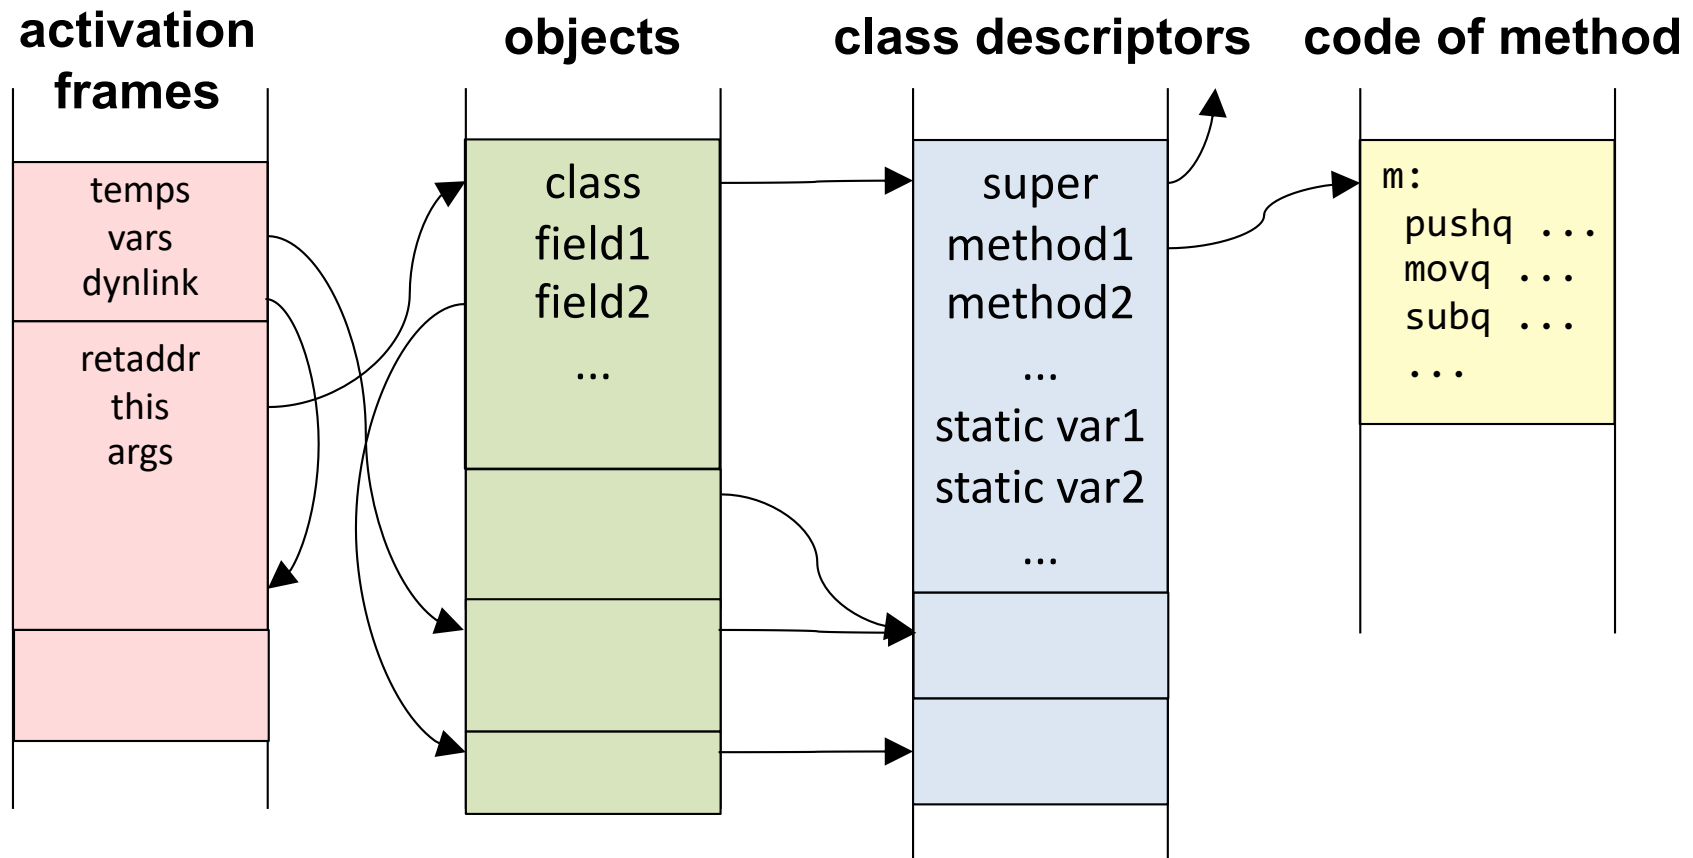 activation
frames
objects
class descriptors
code of method
temps
vars
dynlink
retaddr
this
args
class
field1
field2
...
super
method1
method2
...
static var1
static var2
...
m:
pushq ...
movq ...
subq ...
...